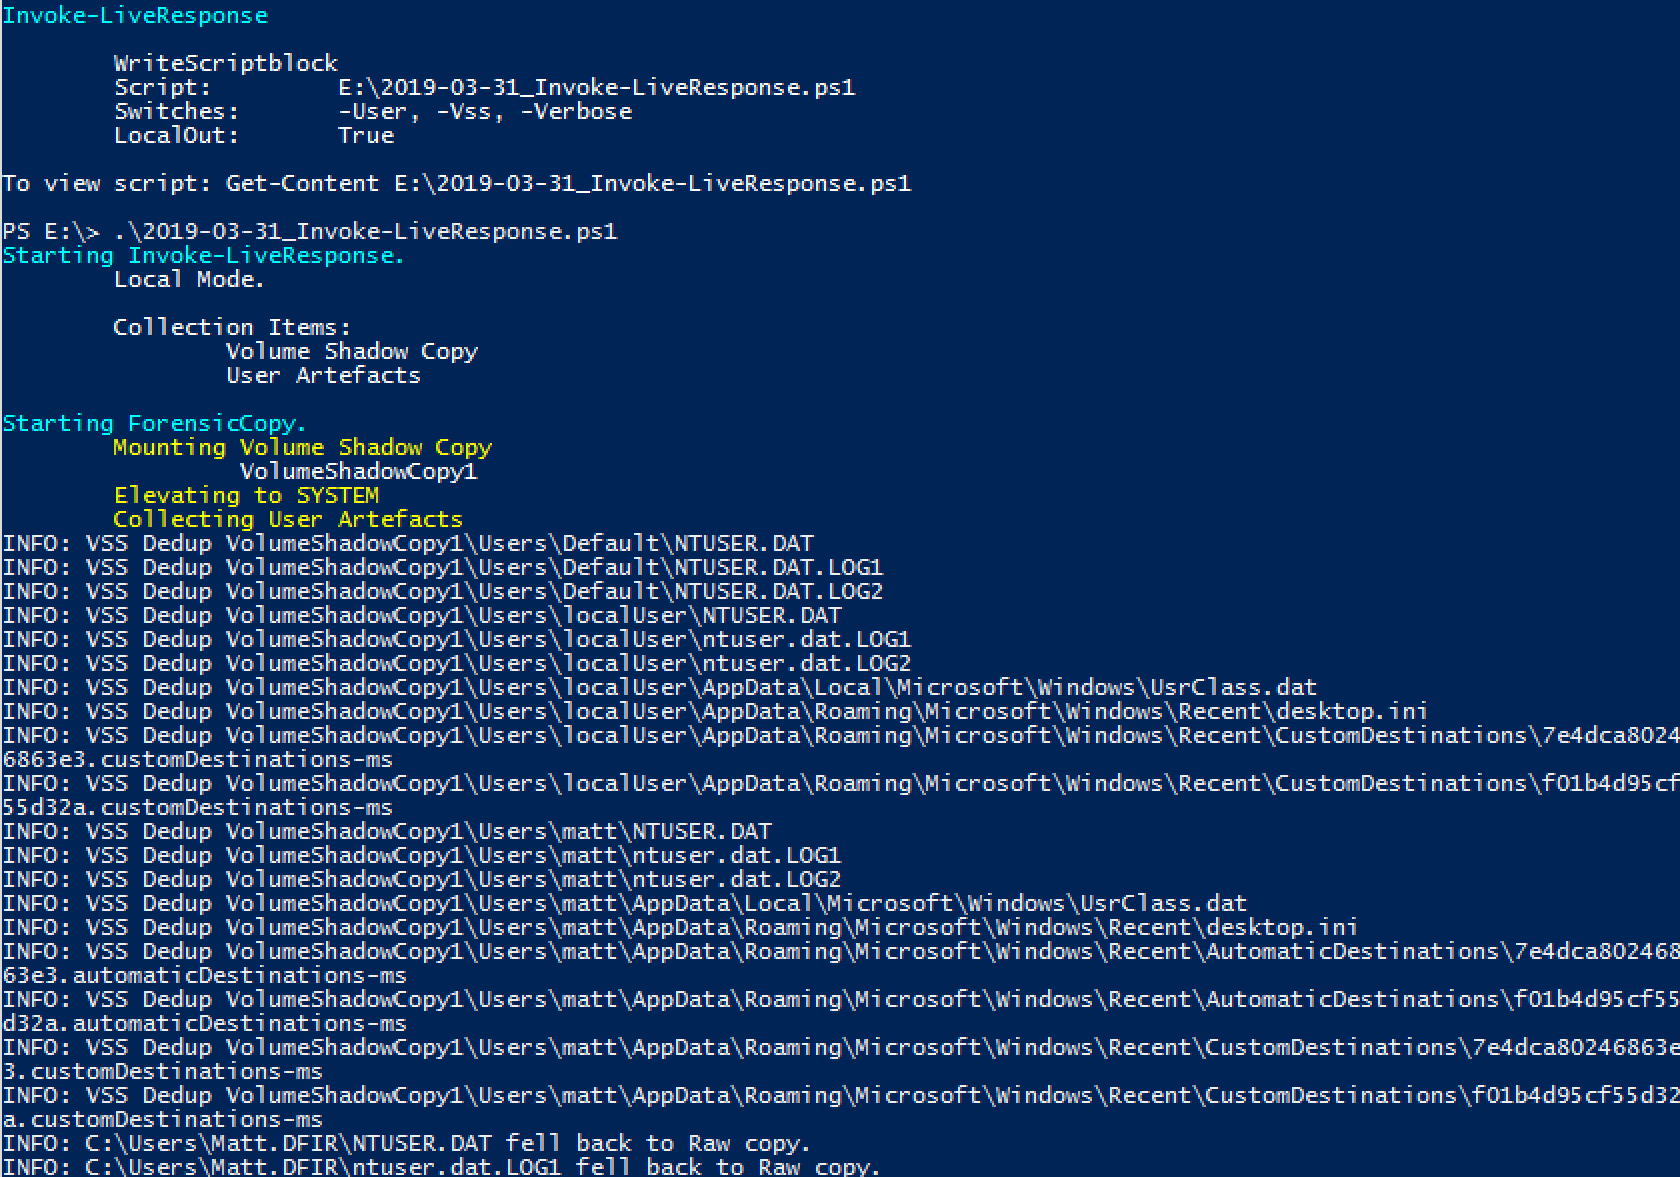 Invoke-LiveResponse
WriteScriptblock
Script: E:\2019-03-31_Invoke-LiveResponse.ps1
Switches: -User, -Vss, -Verbose
LocalOut: True
To view script: Get-Content E:\2019-03-31_Invoke-LiveResponse.ps1
PS E:\> .\2019-03-31_Invoke-LiveResponse.ps1
Starting Invoke-LiveResponse.
Local Mode.
Collection Items:
Volume Shadow Copy
User Artefacts
Starting ForensicCopy.
Mounting Volume Shadow Copy
VolumeShadowCopy1
Elevating to SYSTEM
Collecting User Artefacts
INFO: VSS Dedup VolumeShadowCopy1\Users\Default\NTUSER.DAT
INFO: VSS Dedup VolumeShadowCopy1\Users\Default\NTUSER.DAT.LOG1
INFO: VSS Dedup VolumeShadowCopy1\Users\Default\NTUSER.DAT.LOG2
INFO: VSS Dedup VolumeShadowCopy1\Users\localUser\NTUSER.DAT
INFO: VSS Dedup VolumeShadowCopy1\Users\localUser\ntuser.dat.LOG1
INFO: VSS Dedup VolumeShadowCopy1\Users\localUser\ntuser.dat.LOG2
INFO: VSS Dedup VolumeShadowCopy1\Users\localUser\AppData\Local\Microsoft\Windows\UsrClass.dat
INFO: VSS Dedup VolumeShadowCopy1\Users\localUser\AppData\Roaming\Microsoft\Windows\Recent\desktop.ini
INFO: VSS Dedup VolumeShadowCopy1\Users\localUser\AppData\Roaming\Microsoft\Windows\Recent\CustomDestinations\7e4dca8024
6863e3.customDestinations-ms
INFO: VSS Dedup VolumeShadowCopy1\Users\localUser\AppData\Roaming\Microsoft\Windows\Recent\CustomDestinations\f01b4d95cf
55d32a.customDestinations-ms
INFO: VSS Dedup VolumeShadowCopy1\Users\matt\NTUSER.DAT
INFO: VSS Dedup VolumeShadowCopy1\Users\matt\ntuser.dat.LOG1
INFO: VSS Dedup VolumeShadowCopy1\Users\matt\ntuser.dat.LOG2
INFO: VSS Dedup VolumeShadowCopy1\Users\matt\AppData\Local\Microsoft\Windows\UsrClass.dat
INFO: VSS Dedup VolumeShadowCopy1\Users\matt\AppData\Roaming\Microsoft\Windows\Recent\desktop.ini
INFO: VSS Dedup VolumeShadowCopy1\Users\matt\AppData\Roaming\Microsoft\Windows\Recent\AutomaticDestinations\7e4dca802468
63e3.automaticDestinations-ms
INFO: VSS Dedup VolumeShadowCopy1\Users\matt\AppData\Roaming\Microsoft\Windows\Recent\AutomaticDestinations\f01b4d95cf55
d32a.automaticDestinations-ms
INFO: VSS Dedup VolumeShadowCopy1\Users\matt\AppData\Roaming\Microsoft\Windows\Recent\CustomDestinations\7e4dca80246863e
3.customDestinations-ms
INFO: VSS Dedup VolumeShadowCopy1\Users\matt\AppData\Roaming\Microsoft\Windows\Recent\CustomDestinations\f01b4d95cf55d32
a.customDestinations-ms
INFO: C:\Users\Matt.DFIR\NTUSER.DAT fell back to Raw copy.
INFO: C:\Users\Matt.DFIR\ntuser.dat.LOG1 fell back to Raw copy.